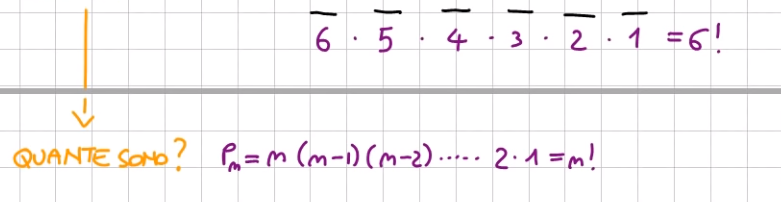 6 · 5 · 4 · 3 · 2 · 1 = 6!
QUANTE SONO? Pₘ = m (m-1) (m-2) ····· 2 · 1 = m!